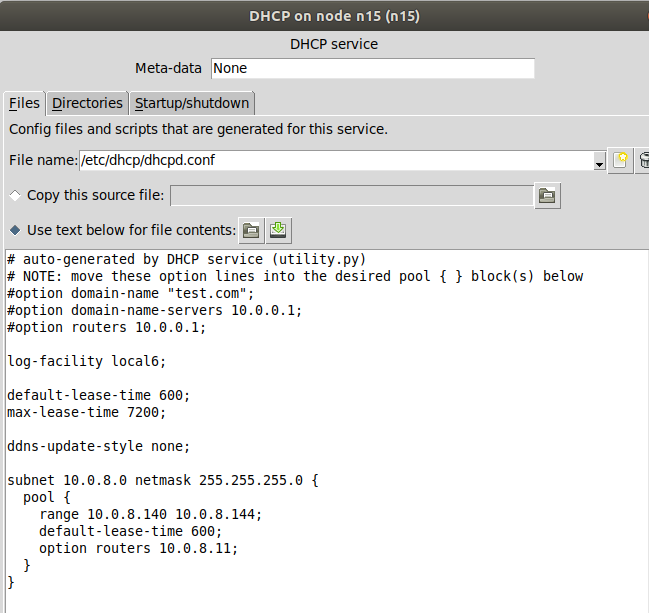 DHCP on node n15 (n15)
DHCP service
Meta-data None
Files Directories Startup/shutdown
Config files and scripts that are generated for this service.
File name: /etc/dhcp/dhcpd.conf
Copy this source file:
Use text below for file contents:
# auto-generated by DHCP service (utility.py)
# NOTE: move these option lines into the desired pool { } block(s) below
#option domain-name "test.com";
#option domain-name-servers 10.0.0.1;
#option routers 10.0.0.1;

log-facility local6;

default-lease-time 600;
max-lease-time 7200;

ddns-update-style none;

subnet 10.0.8.0 netmask 255.255.255.0 {
  pool {
    range 10.0.8.140 10.0.8.144;
    default-lease-time 600;
    option routers 10.0.8.11;
  }
}